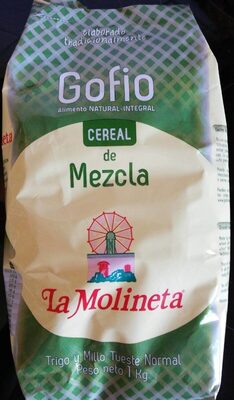 elaborado
tradicionalmente
Gofio
Alimento NATURAL-INTEGRAL
CEREAL
de
Mezcla
La Molineta
Trigo y Millo Tueste Normal
Peso neto 1 Kg.